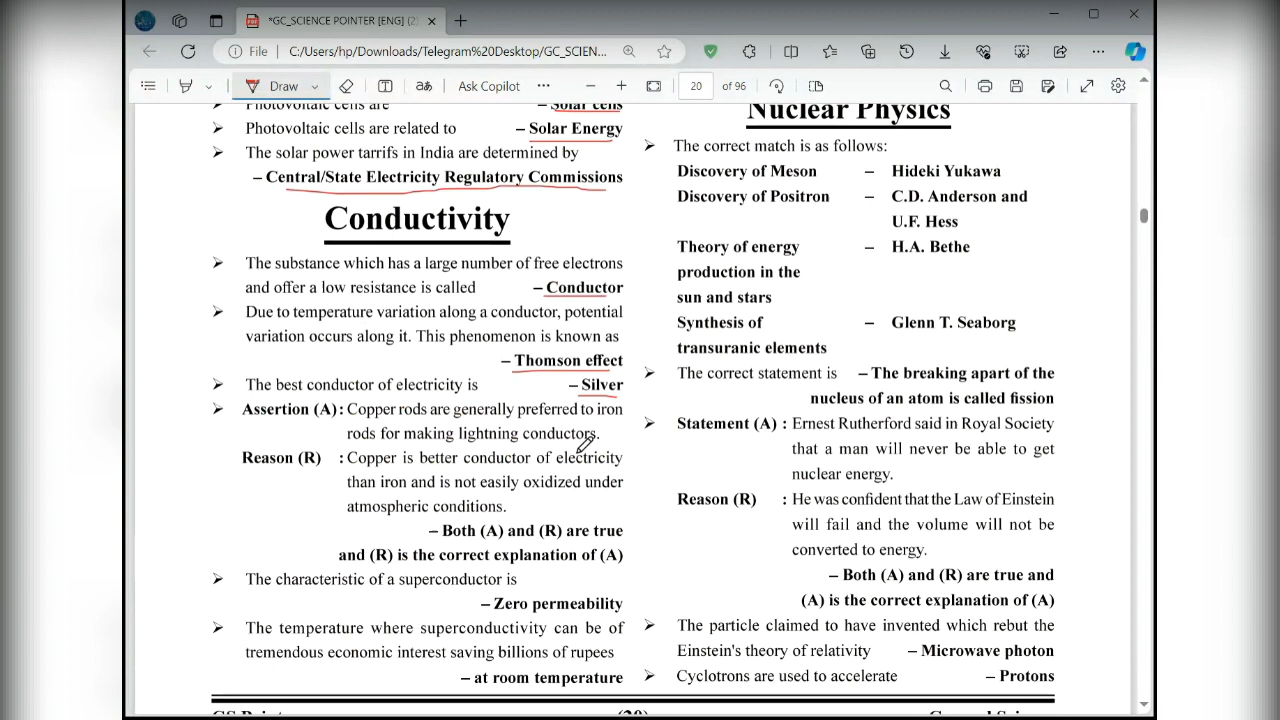 *GC_SCIENCE POINTER [ENG] (2)
File C:/Users/hp/Downloads/Telegram%20Desktop/GC_SCIEN...
Draw aあ Ask Copilot 20 of 96
Photovoltaic cells are – Solar cells
➢ Photovoltaic cells are related to – Solar Energy
➢ The solar power tarrifs in India are determined by
– Central/State Electricity Regulatory Commissions
Conductivity
➢ The substance which has a large number of free electrons
and offer a low resistance is called – Conductor
➢ Due to temperature variation along a conductor, potential
variation occurs along it. This phenomenon is known as
– Thomson effect
➢ The best conductor of electricity is – Silver
➢ Assertion (A) : Copper rods are generally preferred to iron
rods for making lightning conductors.
Reason (R) : Copper is better conductor of electricity
than iron and is not easily oxidized under
atmospheric conditions.
– Both (A) and (R) are true
and (R) is the correct explanation of (A)
➢ The characteristic of a superconductor is
– Zero permeability
➢ The temperature where superconductivity can be of
tremendous economic interest saving billions of rupees
– at room temperature
Nuclear Physics
➢ The correct match is as follows:
Discovery of Meson – Hideki Yukawa
Discovery of Positron – C.D. Anderson and
U.F. Hess
Theory of energy – H.A. Bethe
production in the
sun and stars
Synthesis of – Glenn T. Seaborg
transuranic elements
➢ The correct statement is – The breaking apart of the
nucleus of an atom is called fission
➢ Statement (A) : Ernest Rutherford said in Royal Society
that a man will never be able to get
nuclear energy.
Reason (R) : He was confident that the Law of Einstein
will fail and the volume will not be
converted to energy.
– Both (A) and (R) are true and
(A) is the correct explanation of (A)
➢ The particle claimed to have invented which rebut the
Einstein's theory of relativity – Microwave photon
➢ Cyclotrons are used to accelerate – Protons